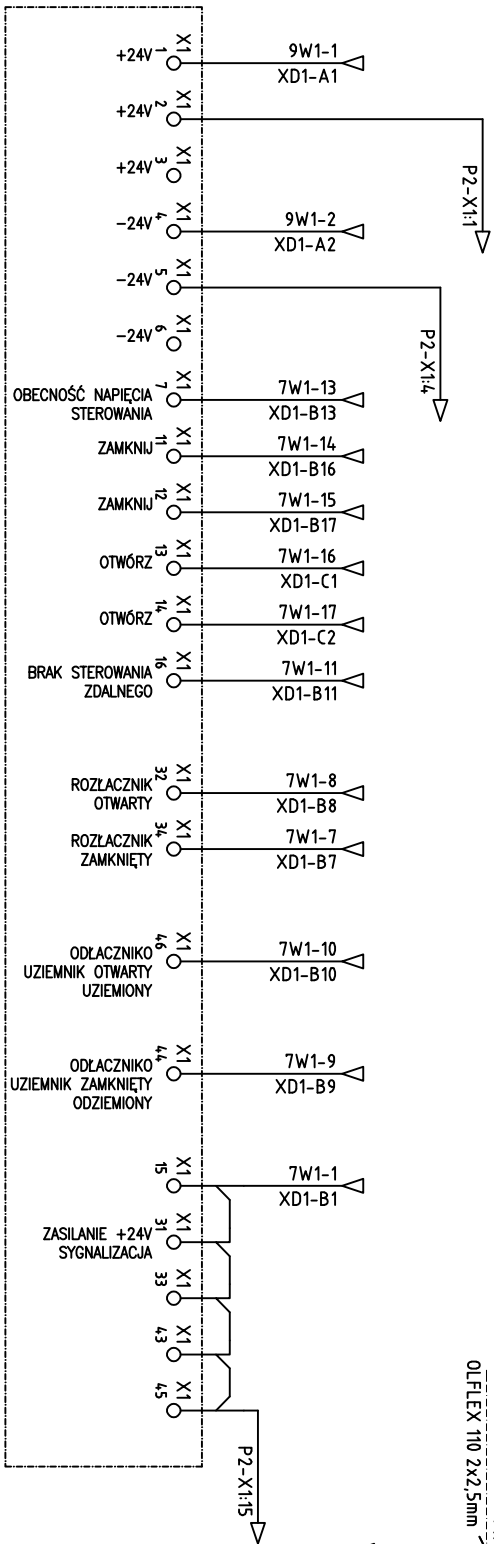 +24V 1 X1 9W1-1
XD1-A1
+24V 2 X1
P2-X1:1
+24V 3 X1
-24V 4 X1 9W1-2
XD1-A2
-24V 5 X1
P2-X1:4
-24V 6 X1
OBECNOŚĆ NAPIĘCIA 7 X1 7W1-13
STEROWANIA XD1-B13
ZAMKNIJ 11 X1 7W1-14
XD1-B16
ZAMKNIJ 12 X1 7W1-15
XD1-B17
OTWÓRZ 13 X1 7W1-16
XD1-C1
OTWÓRZ 14 X1 7W1-17
XD1-C2
BRAK STEROWANIA 16 X1 7W1-11
ZDALNEGO XD1-B11
ROZŁACZNIK 32 X1 7W1-8
OTWARTY XD1-B8
ROZŁACZNIK 34 X1 7W1-7
ZAMKNIĘTY XD1-B7
ODŁACZNIKO 46 X1 7W1-10
UZIEMNIK OTWARTY XD1-B10
UZIEMIONY
ODŁACZNIKO 44 X1 7W1-9
UZIEMNIK ZAMKNIĘTY XD1-B9
ODZIEMIONY
15 X1 7W1-1
XD1-B1
ZASILANIE +24V 31 X1
SYGNALIZACJA
33 X1
43 X1
45 X1
P2-X1:15
OLFLEX 110 2x2,5mm